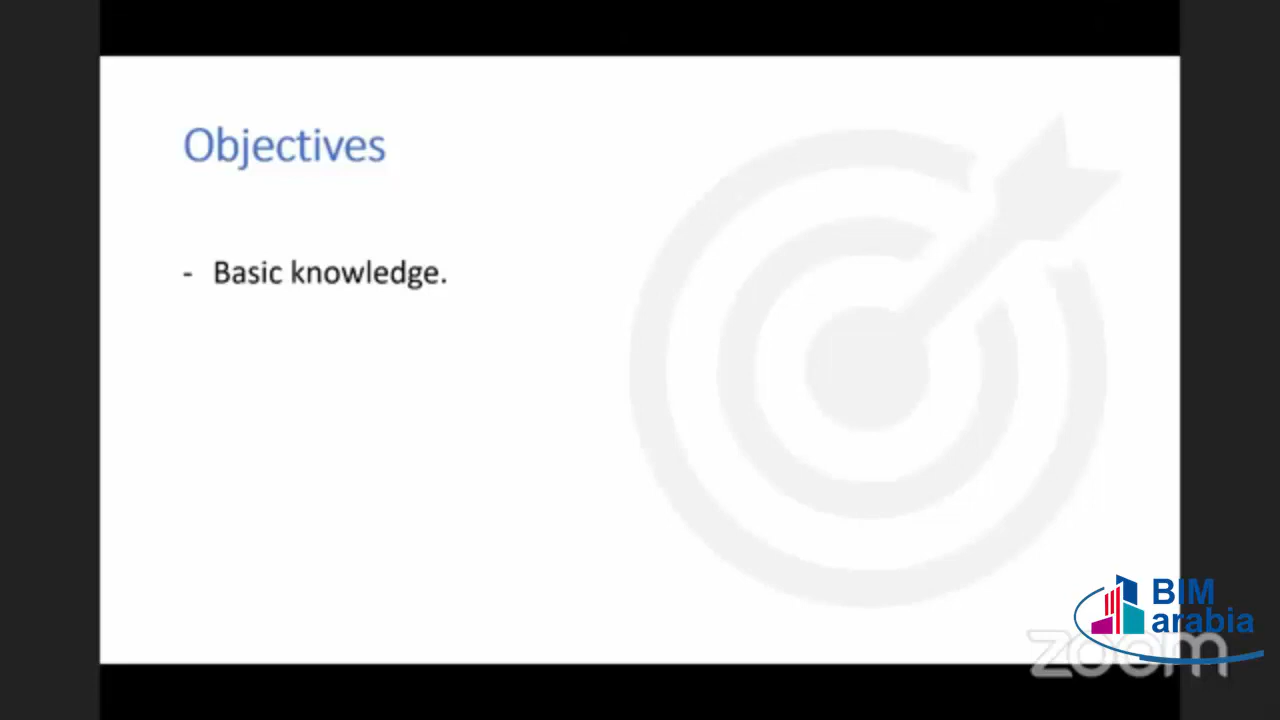 Objectives
- Basic knowledge.
BIM
arabia
zoom